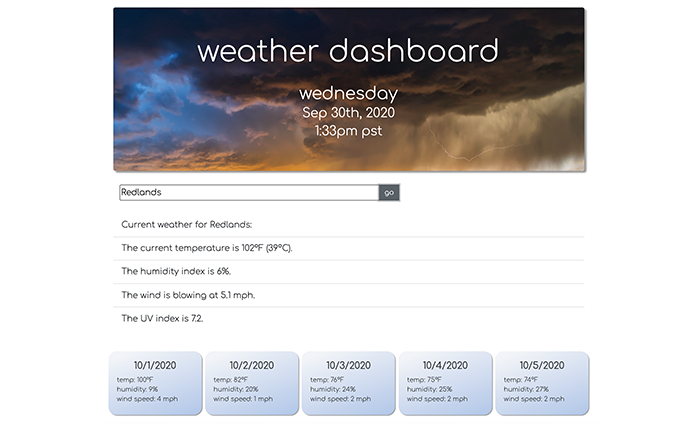 weather dashboard
wednesday
Sep 30th, 2020
1:33pm pst
Redlands
go
Current weather for Redlands:
The current temperature is 102°F (39°C).
The humidity index is 6%.
The wind is blowing at 5.1 mph.
The UV index is 7.2.
10/1/2020
temp: 100°F
humidity: 9%
wind speed: 4 mph
10/2/2020
temp: 82°F
humidity: 20%
wind speed: 1 mph
10/3/2020
temp: 76°F
humidity: 24%
wind speed: 2 mph
10/4/2020
temp: 75°F
humidity: 25%
wind speed: 2 mph
10/5/2020
temp: 74°F
humidity: 27%
wind speed: 2 mph